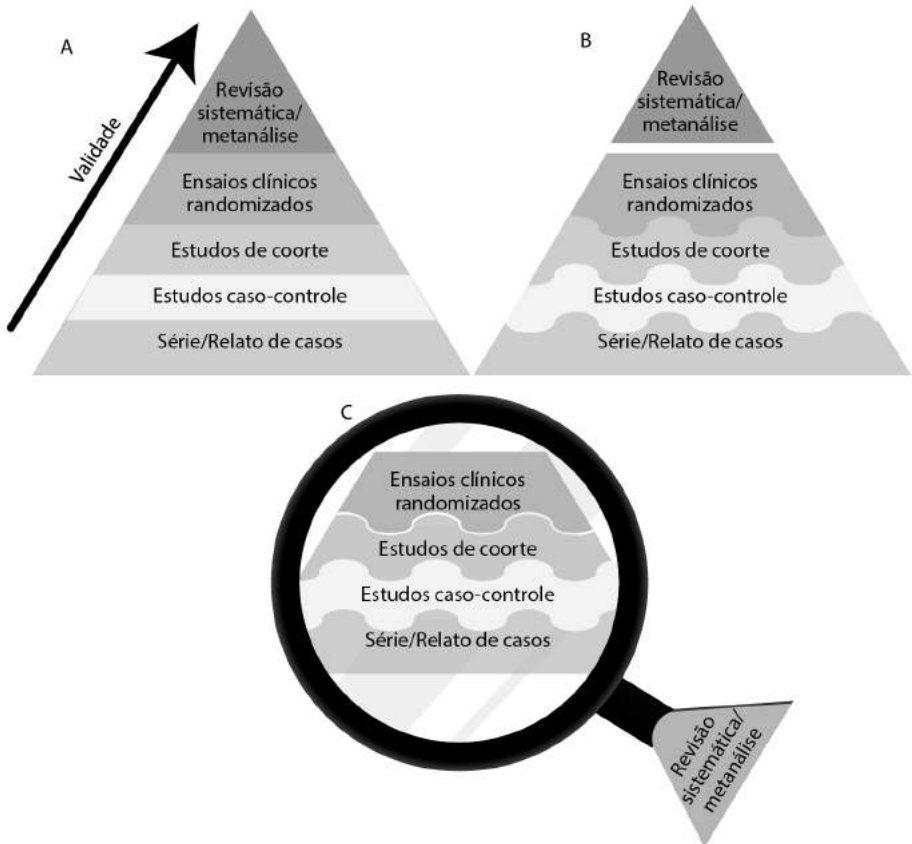 A
Validade
Revisão
sistemática/
metanálise
Ensaios clínicos
randomizados
Estudos de coorte
Estudos caso-controle
Série/Relato de casos
B
Revisão
sistemática/
metanálise
Ensaios clínicos
randomizados
Estudos de coorte
Estudos caso-controle
Série/Relato de casos
C
Ensaios clínicos
randomizados
Estudos de coorte
Estudos caso-controle
Série/Relato de casos
Revisão
sistemática/
metanálise